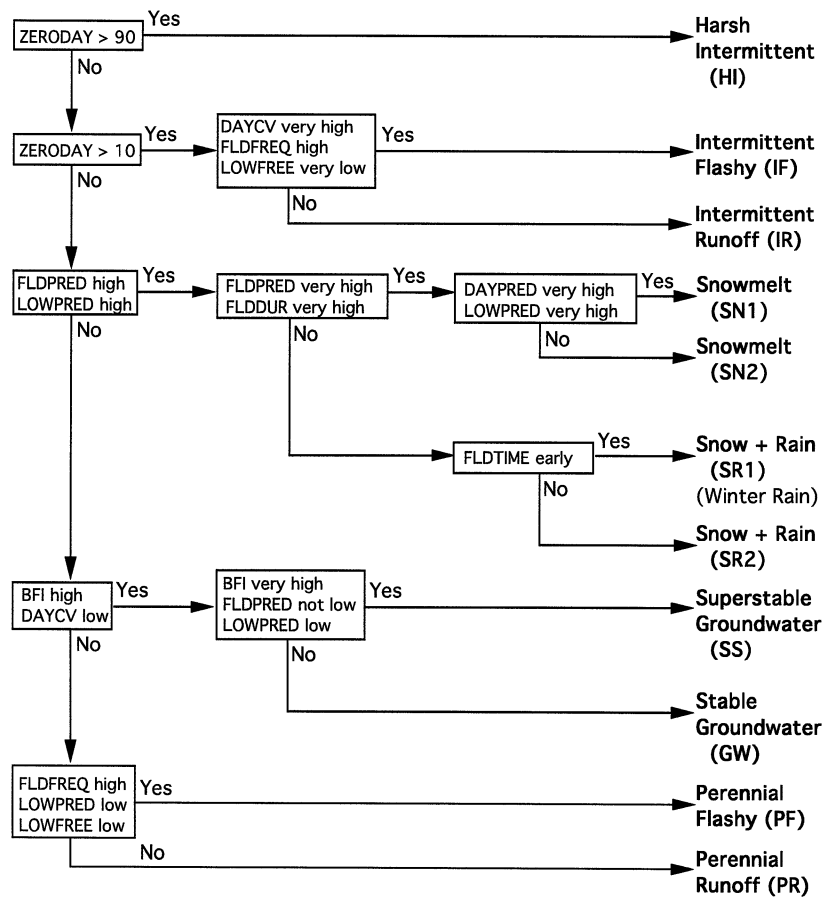 ZERODAY > 90
Yes
No
Harsh
Intermittent
(HI)
ZERODAY > 10
Yes
No
DAYCV very high
FLDFREQ high
LOWFREE very low
Yes
No
Intermittent
Flashy (IF)
Intermittent
Runoff (IR)
FLDPRED high
LOWPRED high
Yes
No
FLDPRED very high
FLDDUR very high
Yes
No
DAYPRED very high
LOWPRED very high
Yes
No
Snowmelt
(SN1)
Snowmelt
(SN2)
FLDTIME early
Yes
No
Snow + Rain
(SR1)
(Winter Rain)
Snow + Rain
(SR2)
BFI high
DAYCV low
Yes
No
BFI very high
FLDPRED not low
LOWPRED low
Yes
No
Superstable
Groundwater
(SS)
Stable
Groundwater
(GW)
FLDFREQ high
LOWPRED low
LOWFREE low
Yes
No
Perennial
Flashy (PF)
Perennial
Runoff (PR)